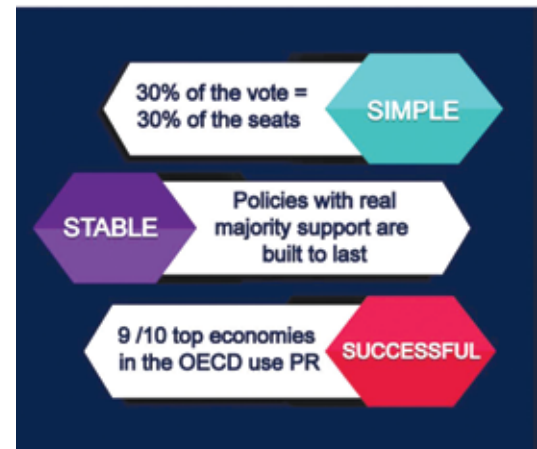 30% of the vote =
30% of the seats
SIMPLE
STABLE
Policies with real
majority support are
built to last
9 /10 top economies
in the OECD use PR
SUCCESSFUL